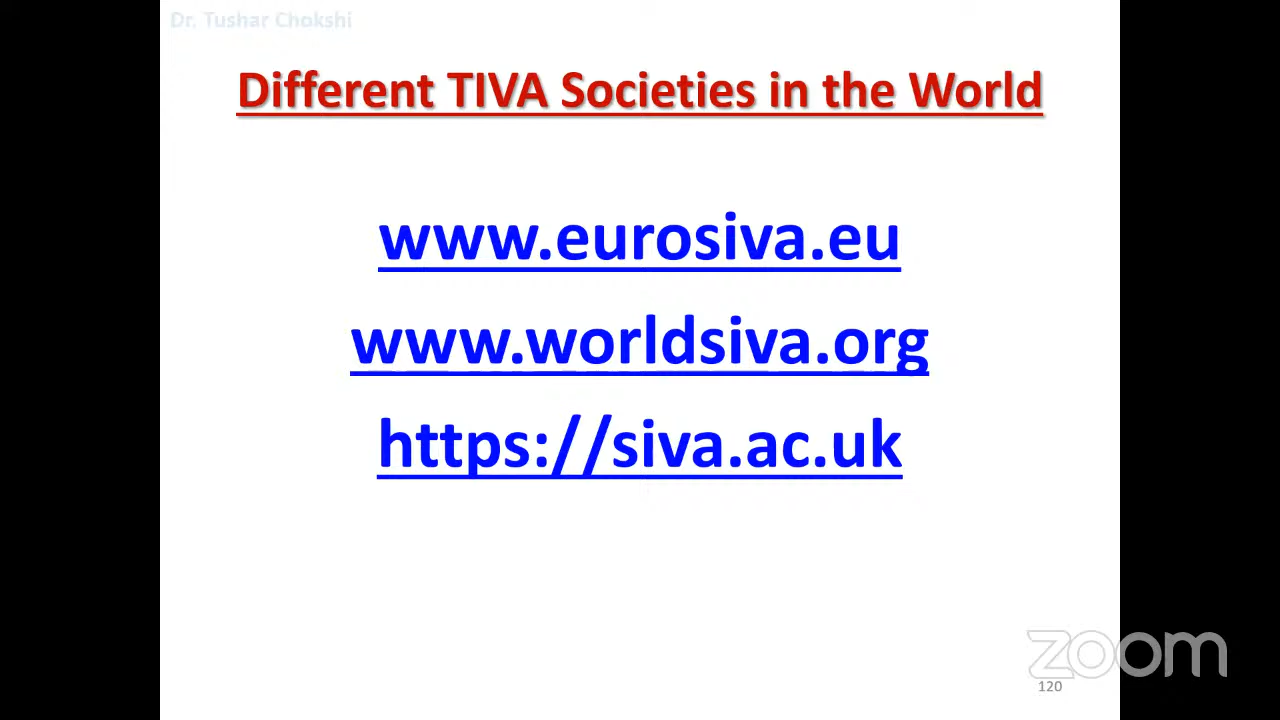 Dr. Tushar Chokshi
Different TIVA Societies in the World
www.eurosiva.eu
www.worldsiva.org
https://siva.ac.uk
zoom
120